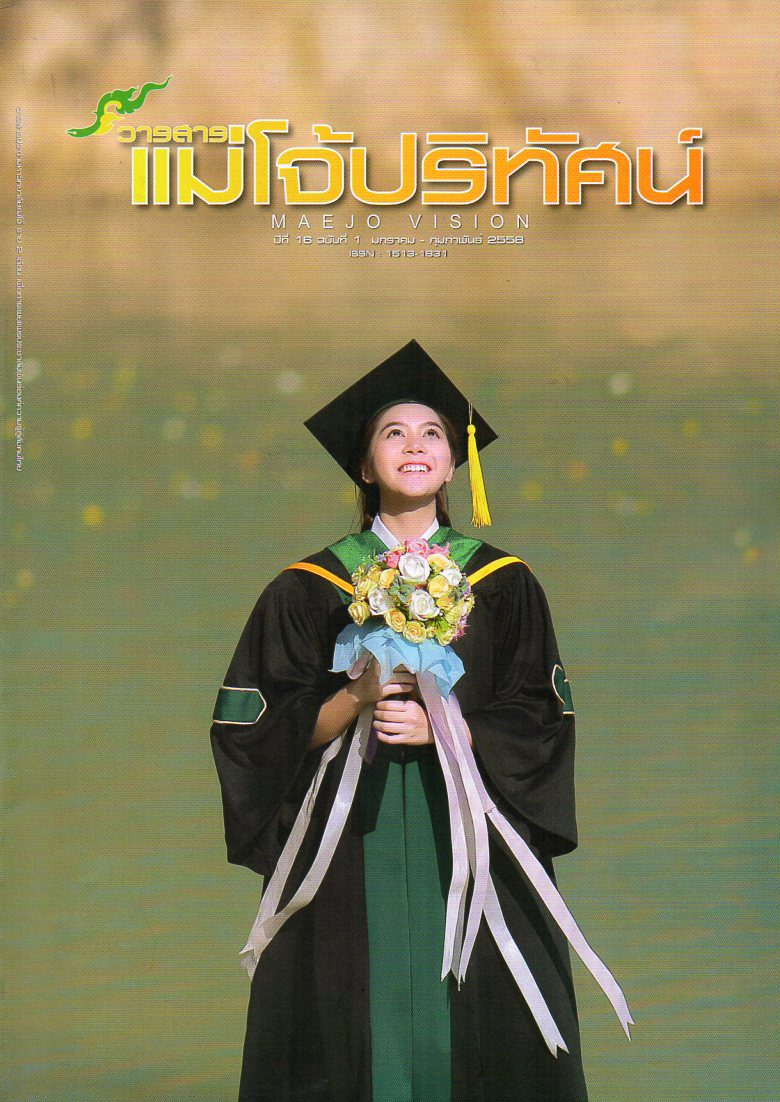 วารสาร
แม่โจ้ปริทัศน์
MAEJO VISION
ปีที่ 16 ฉบับที่ 1 มกราคม - กุมภาพันธ์ 2558
ISSN : 1513-1831